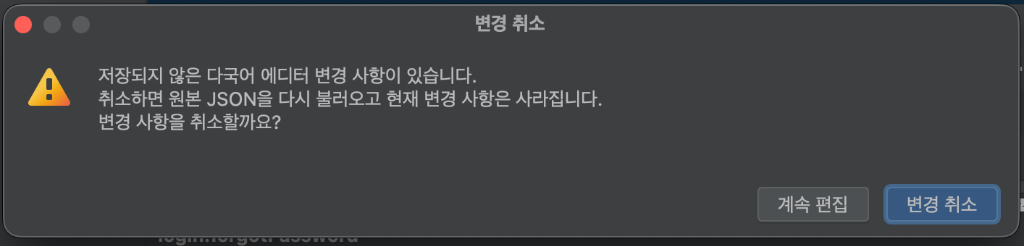 변경 취소
저장되지 않은 다국어 에디터 변경 사항이 있습니다.
취소하면 원본 JSON을 다시 불러오고 현재 변경 사항은 사라집니다.
변경 사항을 취소할까요?
계속 편집
변경 취소
login.forgotPassword